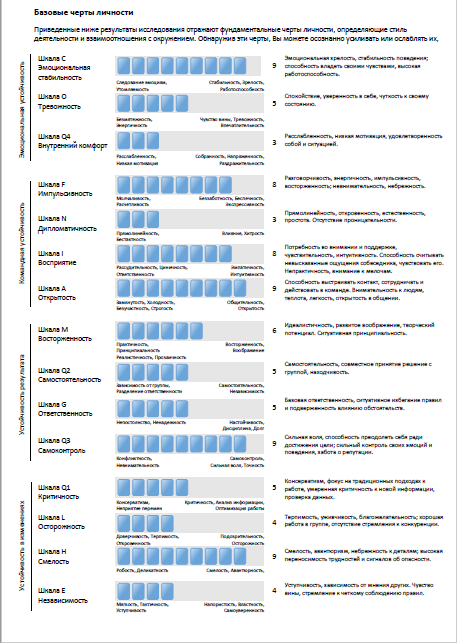 Базовые черты личности
Приведенные ниже результаты исследования отражают фундаментальные черты личности, определяющие стиль
деятельности и взаимоотношения с окружением. Обнаружив эти черты, Вы можете осознанно усиливать или ослаблять их,
Эмоциональная устойчивость
Шкала C
Эмоциональная
стабильность
Следование эмоциям,
Утомляемость
Стабильность, Зрелость,
Работоспособность
9
Эмоциональная зрелость, стабильность поведения;
способность владеть своими чувствами, высокая
работоспособность.
Шкала O
Тревожность
Безмятежность,
Энергичность
Чувство вины, Тревожность,
Впечатлительность
5
Спокойствие, уверенность в себе, чуткость к своему
состоянию.
Шкала Q4
Внутренний комфорт
Расслабленность,
Низкая мотивация
Собранность, Напряженность,
Раздражительность
3
Расслабленность, низкая мотивация, удовлетворенность
собой и ситуацией.
Командная устойчивость
Шкала F
Импульсивность
Молчаливость,
Расчетливость
Беззаботность, Беспечность,
Экспрессивность
8
Разговорчивость, энергичность, импульсивность,
восторженность; невнимательность, небрежность.
Шкала N
Дипломатичность
Прямолинейность,
Бестактность
Влияние, Хитрость
3
Прямолинейность, откровенность, естественность,
простота. Отсутствие проницательности.
Шкала I
Восприятие
Рассудительность, Циничность,
Ответственность
Эмпатичность,
Интуитивность
8
Потребность во внимании и поддержке,
чувствительность, интуитивность. Способность считывать
невысказанные ощущения собеседника, чувствовать его.
Непрактичность, внимание к мелочам.
Шкала A
Открытость
Замкнутость, Холодность,
Безучастность, Строгость
Общительность,
Открытость
9
Способность выстраивать контакт, сотрудничать и
действовать в команде. Внимательность к людям,
теплота, легкость, открытость в общении.
Устойчивость результата
Шкала M
Восторженность
Практичность,
Принципиальность
Реалистичность, Прозаичность
Восторженность,
Воображение
6
Идеалистичность, развитое воображение, творческий
потенциал. Ситуативная принципиальность.
Шкала Q2
Самостоятельность
Зависимость от группы,
Разделение ответственности
Самостоятельность,
Независимость
5
Самостоятельность, совместное принятие решение с
группой, находчивость.
Шкала G
Ответственность
Непостоянство, Ненадежность
Настойчивость,
Дисциплина, Долг
5
Базовая ответственность, ситуативное избегание правил
и подверженность влиянию обстоятельств.
Шкала Q3
Самоконтроль
Конфликтность,
Невнимательность
Самоконтроль,
Сильная воля, Точность
9
Сильная воля, способность преодолеть себя ради
достижения цели; сильный контроль своих эмоций и
поведения, забота о репутации.
Устойчивость в изменениях
Шкала Q1
Критичность
Консерватизм,
Неприятие перемен
Критичность, Анализ информации,
Оптимизация работы
5
Консерватизм, фокус на традиционных подходах к
работе, умеренная критичность к новой информации,
проверка данных.
Шкала L
Осторожность
Доверчивость, Терпимость,
Откровенность
Подозрительность,
Осторожность
4
Терпимость, уживчивость, благожелательность; хорошая
работа в группе, отсутствие стремления к конкуренции.
Шкала H
Смелость
Робость, Деликатность
Смелость, Авантюрность,
9
Смелость, авантюризм, небрежность к деталям; высокая
переносимость трудностей и сигналов об опасности.
Шкала E
Независимость
Мягкость, Тактичность,
Уступчивость
Напористость, Властность,
Самоуверенность
4
Уступчивость, зависимость от мнения других. Чувство
вины, стремление к четкому соблюдению правил.